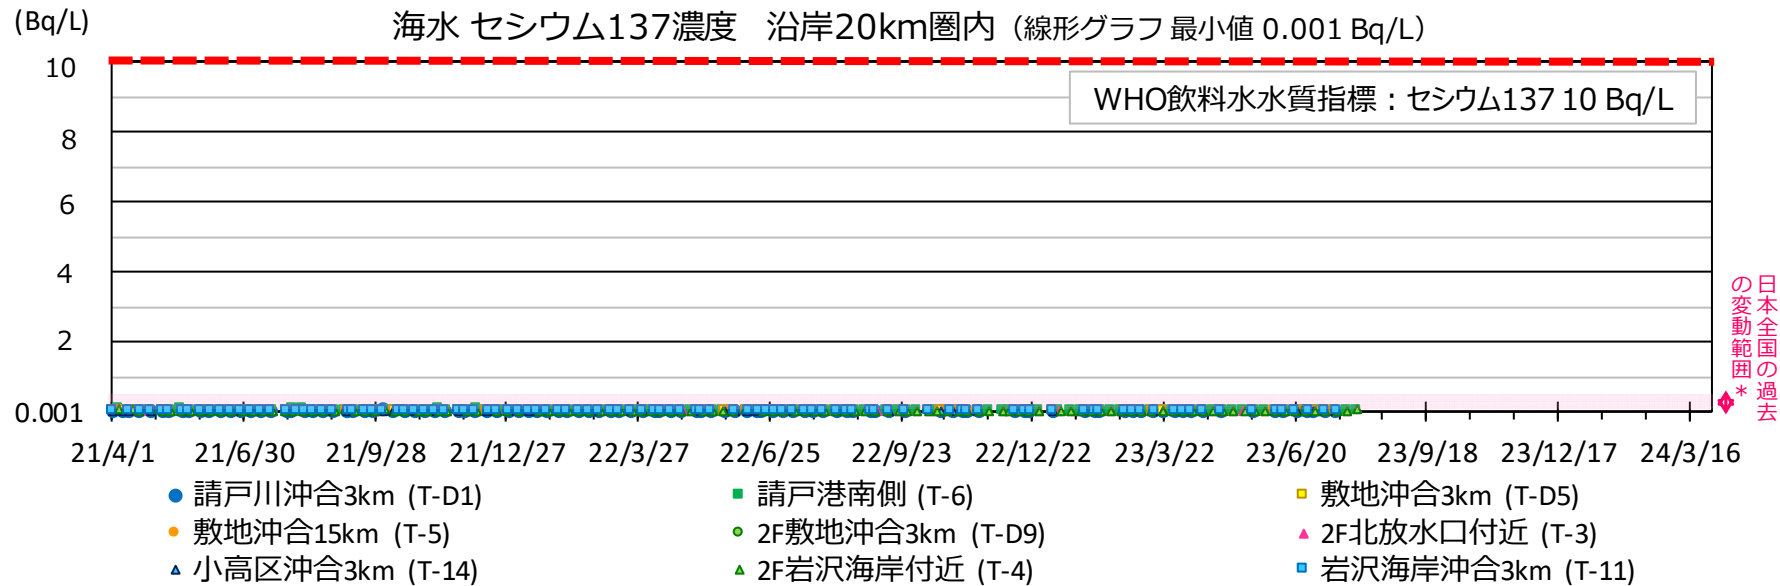 (Bq/L)
海水 セシウム137濃度 沿岸20km圏内（線形グラフ 最小値 0.001 Bq/L）
WHO飲料水水質指標：セシウム137 10 Bq/L
10
8
6
4
2
0.001
日本全国の過去
の変動範囲＊
21/4/1 21/6/30 21/9/28 21/12/27 22/3/27 22/6/25 22/9/23 22/12/22 23/3/22 23/6/20 23/9/18 23/12/17 24/3/16
請戸川沖合3km (T-D1) 請戸港南側 (T-6) 敷地沖合3km (T-D5)
敷地沖合15km (T-5) 2F敷地沖合3km (T-D9) 2F北放水口付近 (T-3)
小高区沖合3km (T-14) 2F岩沢海岸付近 (T-4) 岩沢海岸沖合3km (T-11)